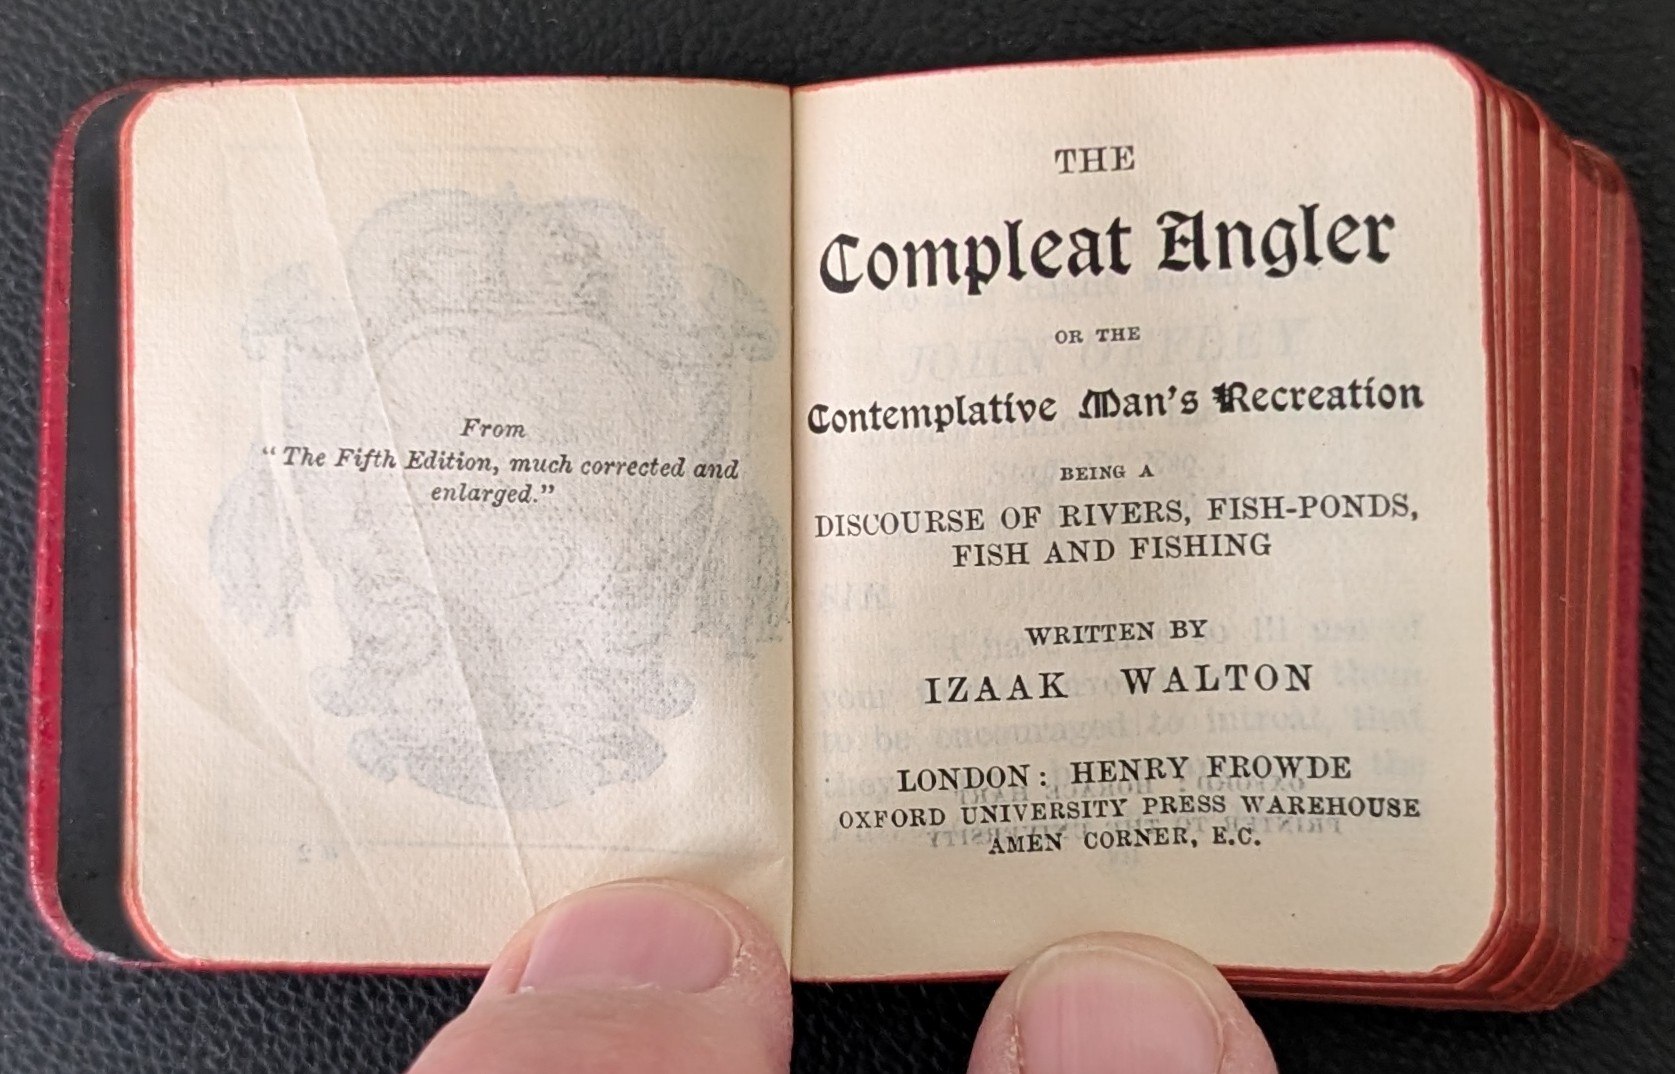 From
“ The Fifth Edition, much corrected and
enlarged.”
THE
Compleat Angler
OR THE
Contemplative Man's Recreation
BEING A
DISCOURSE OF RIVERS, FISH-PONDS,
FISH AND FISHING
WRITTEN BY
IZAAK WALTON
LONDON: HENRY FROWDE
OXFORD UNIVERSITY PRESS WAREHOUSE
AMEN CORNER, E.C.